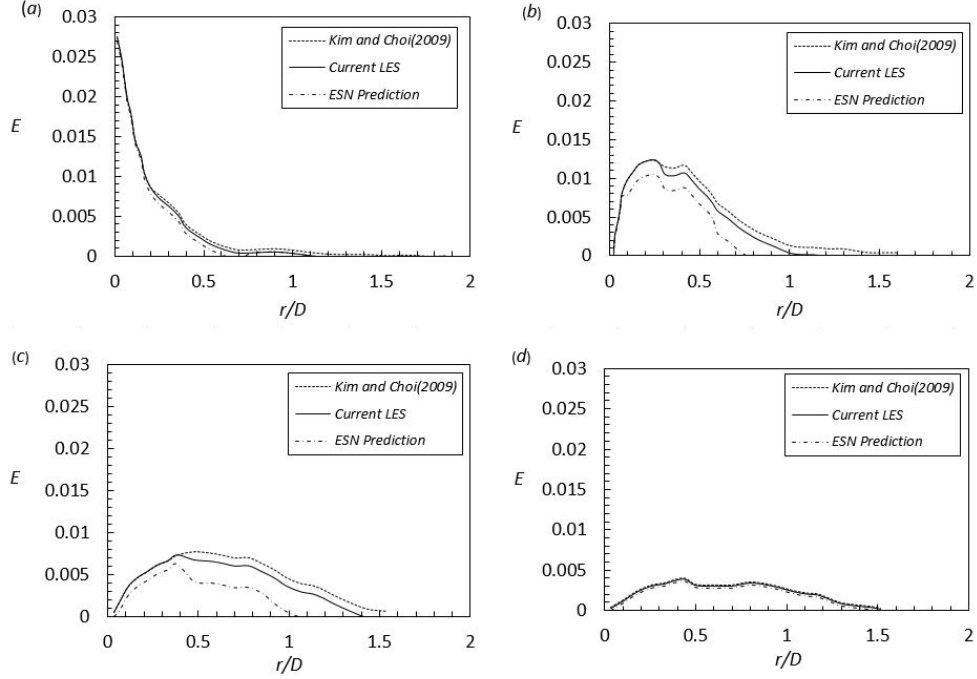 (a)
0.03
0.025
0.02
0.015
0.01
0.005
0
E
Kim and Choi(2009)
Current LES
ESN Prediction
0 0.5 1 1.5 2
r/D
(b)
0.03
0.025
0.02
0.015
0.01
0.005
0
E
Kim and Choi(2009)
Current LES
ESN Prediction
0 0.5 1 1.5 2
r/D
(c)
0.03
0.025
0.02
0.015
0.01
0.005
0
E
Kim and Choi(2009)
Current LES
ESN Prediction
0 0.5 1 1.5 2
r/D
(d)
0.03
0.025
0.02
0.015
0.01
0.005
0
E
Kim and Choi(2009)
Current LES
ESN Prediction
0 0.5 1 1.5 2
r/D